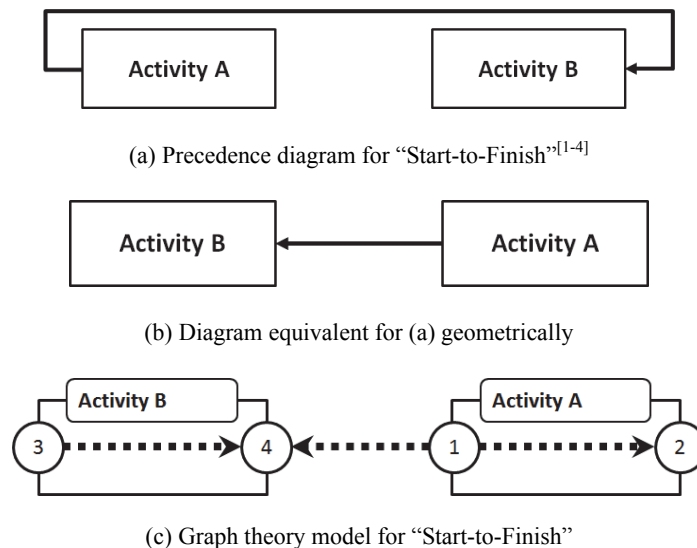 Activity A Activity B
(a) Precedence diagram for “Start-to-Finish”[1-4]
Activity B Activity A
(b) Diagram equivalent for (a) geometrically
Activity B Activity A
3 4 1 2
(c) Graph theory model for “Start-to-Finish”